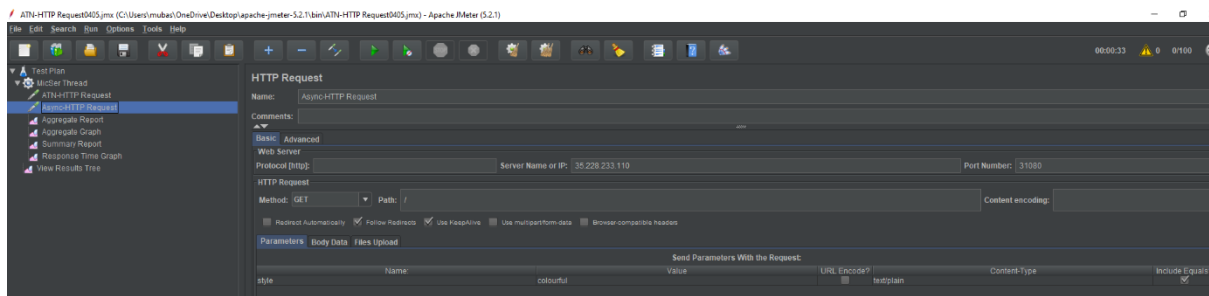 ATN-HTTP Request0405.jmx (C:\Users\mubas\OneDrive\Desktop\apache-jmeter-5.2.1\bin\ATN-HTTP Request0405.jmx) - Apache JMeter (5.2.1)
File Edit Search Run Options Tools Help
00:00:33 0 0/100
Test Plan
MicSer Thread
ATN-HTTP Request
Async-HTTP Request
Aggregate Report
Aggregate Graph
Summary Report
Response Time Graph
View Results Tree
HTTP Request
Name: Async-HTTP Request
Comments:
Basic Advanced
Web Server
Protocol [http]: Server Name or IP: 35.228.233.110 Port Number: 31080
HTTP Request
Method: GET Path: / Content encoding:
Redirect Automatically Follow Redirects Use KeepAlive Use multipart/form-data Browser-compatible headers
Parameters Body Data Files Upload
Send Parameters With the Request:
Name: Value URL Encode? Content-Type Include Equals
style colourful text/plain